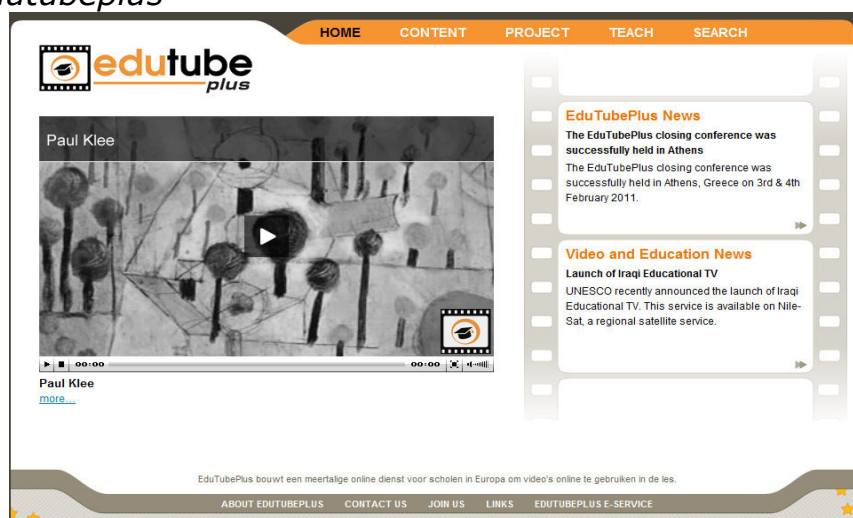 edutubeplus
HOME CONTENT PROJECT TEACH SEARCH
edutube
plus
Paul Klee
00:00 00:00
Paul Klee
more...
EduTubePlus News
The EduTubePlus closing conference was
successfully held in Athens
The EduTubePlus closing conference was
successfully held in Athens, Greece on 3rd & 4th
February 2011.
Video and Education News
Launch of Iraqi Educational TV
UNESCO recently announced the launch of Iraqi
Educational TV. This service is available on Nile-
Sat, a regional satellite service.
EduTubePlus bouwt een meertalige online dienst voor scholen in Europa om video's online te gebruiken in de les.
ABOUT EDUTUBEPLUS CONTACT US JOIN US LINKS EDUTUBEPLUS E-SERVICE